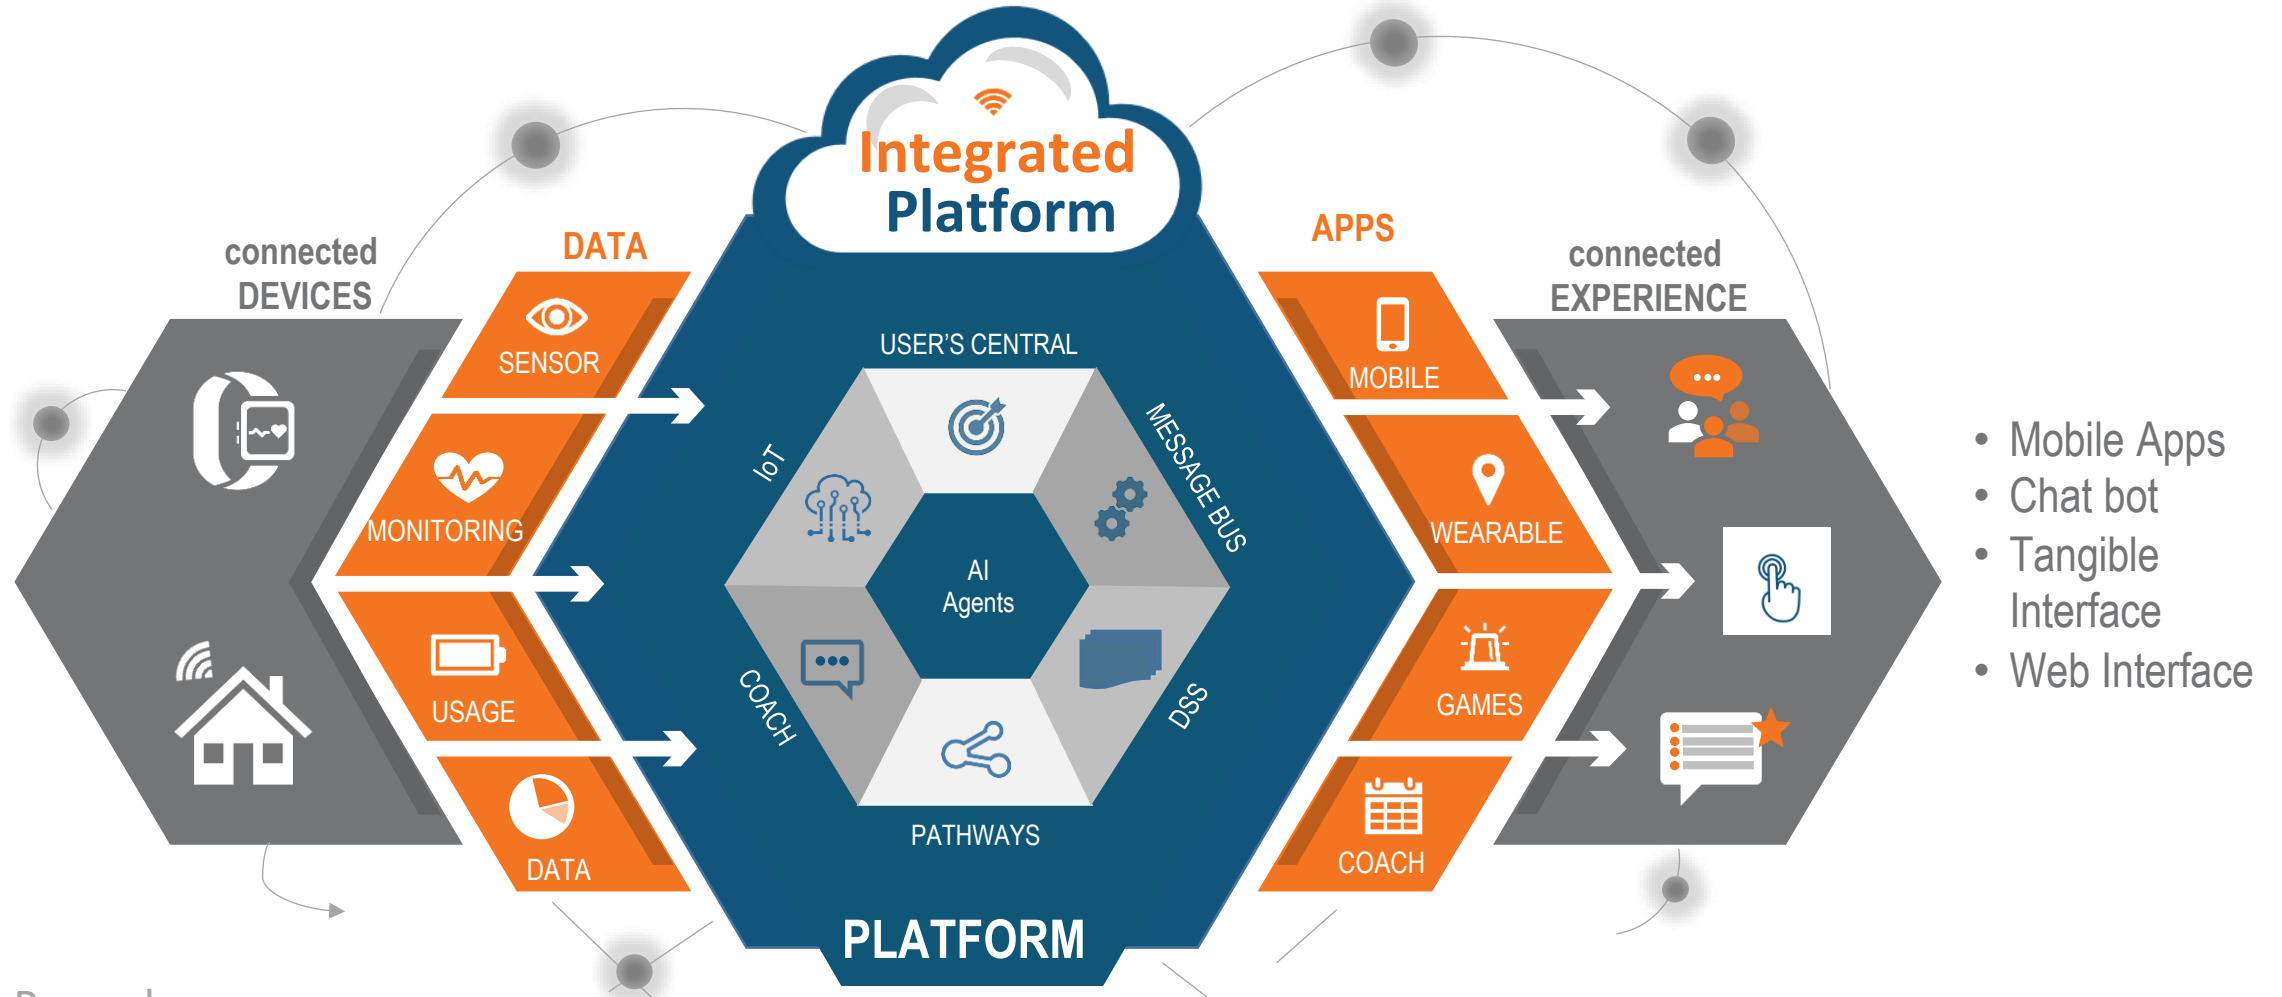 Integrated
Platform
connected
DEVICES
DATA
SENSOR
MONITORING
USAGE
DATA
USER'S CENTRAL
IoT
MESSAGE BUS
AI
Agents
COACH
DSS
PATHWAYS
PLATFORM
APPS
MOBILE
WEARABLE
GAMES
COACH
connected
EXPERIENCE
• Mobile Apps
• Chat bot
• Tangible
Interface
• Web Interface